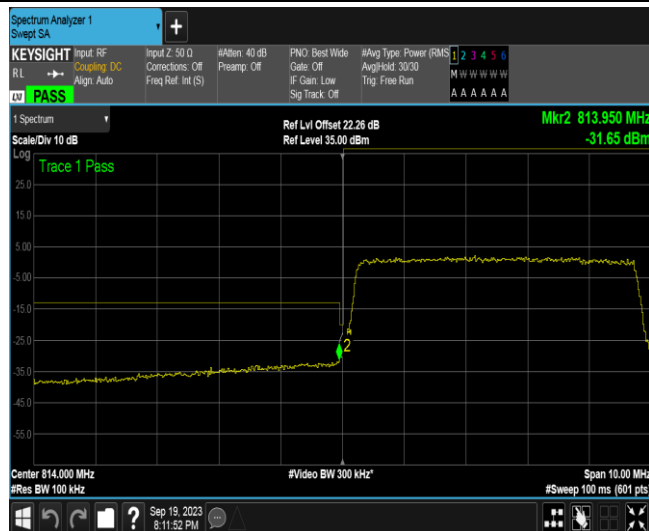 Spectrum Analyzer 1
Swept SA
KEYSIGHT
RL
LXI
PASS
Input: RF
Coupling: DC
Align: Auto
Input Z: 50 Ω
Corrections: Off
Freq Ref: Int (S)
#Atten: 40 dB
Preamp: Off
PNO: Best Wide
Gate: Off
IF Gain: Low
Sig Track: Off
#Avg Type: Power (RMS
Avg|Hold: 30/30
Trig: Free Run
1 2 3 4 5 6
M W W W W W
A A A A A A
1 Spectrum
Scale/Div 10 dB
Ref Lvl Offset 22.26 dB
Ref Level 35.00 dBm
Mkr2 813.950 MHz
-31.65 dBm
Log
Trace 1 Pass
25.0
15.0
5.00
-5.00
-15.0
-25.0
-35.0
-45.0
-55.0
2
Center 814.000 MHz
#Res BW 100 kHz
#Video BW 300 kHz*
Span 10.00 MHz
#Sweep 100 ms (601 pts)
?
Sep 19, 2023
8:11:52 PM